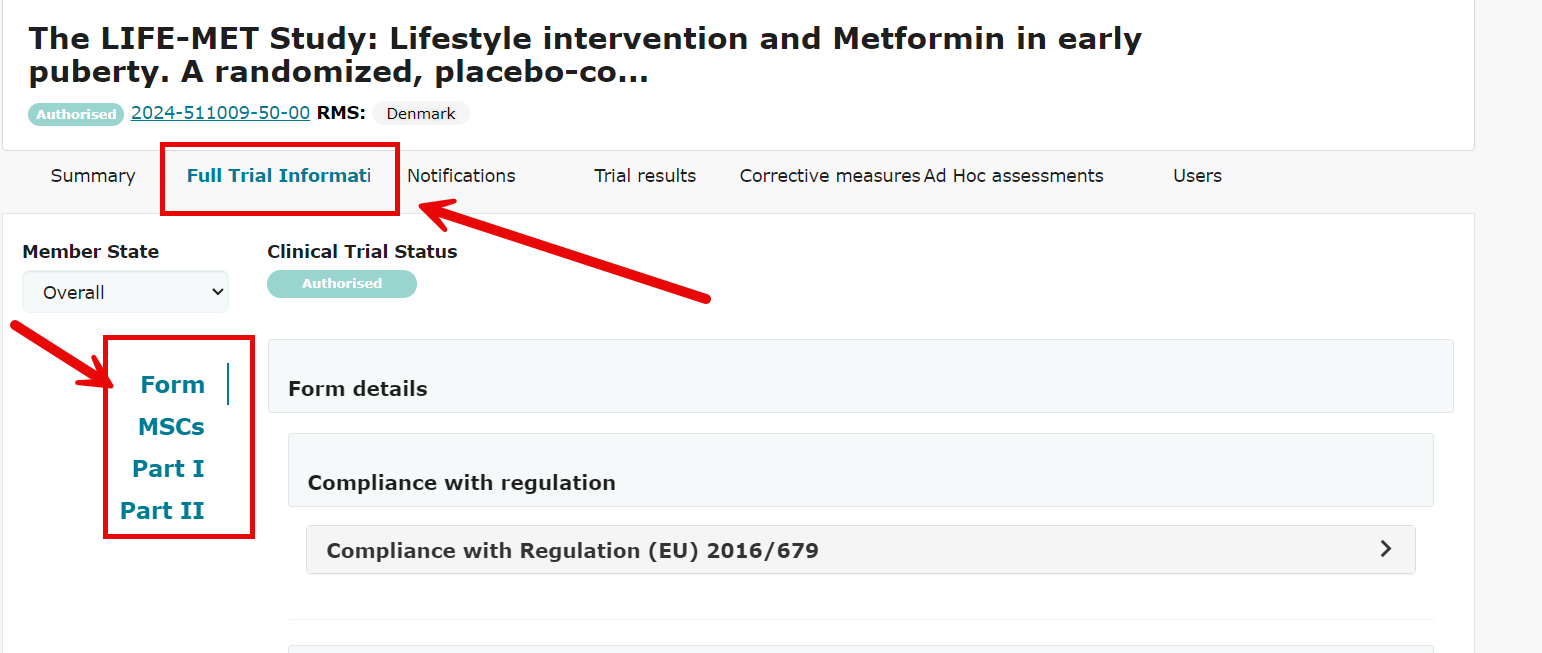 The LIFE-MET Study: Lifestyle intervention and Metformin in early
puberty. A randomized, placebo-co...
Authorised 2024-511009-50-00 RMS: Denmark
Summary Full Trial Informati Notifications Trial results Corrective measures Ad Hoc assessments Users
Member State Clinical Trial Status
Overall Authorised
Form
MSCs
Part I
Part II
Form details
Compliance with regulation
Compliance with Regulation (EU) 2016/679